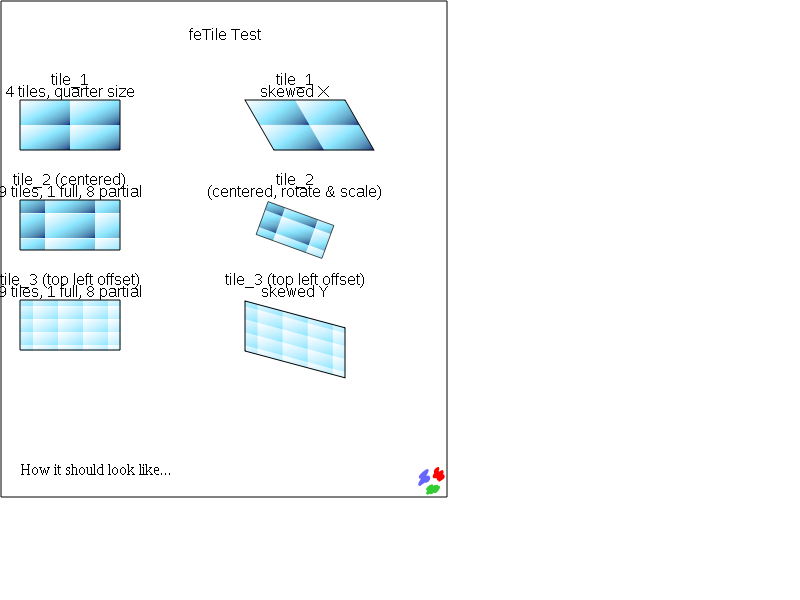 feTile Test
tile_1
4 tiles, quarter size
tile_1
skewed X
tile_2 (centered)
9 tiles, 1 full, 8 partial
tile_2
(centered, rotate & scale)
tile_3 (top left offset)
9 tiles, 1 full, 8 partial
tile_3 (top left offset)
skewed Y
How it should look like...